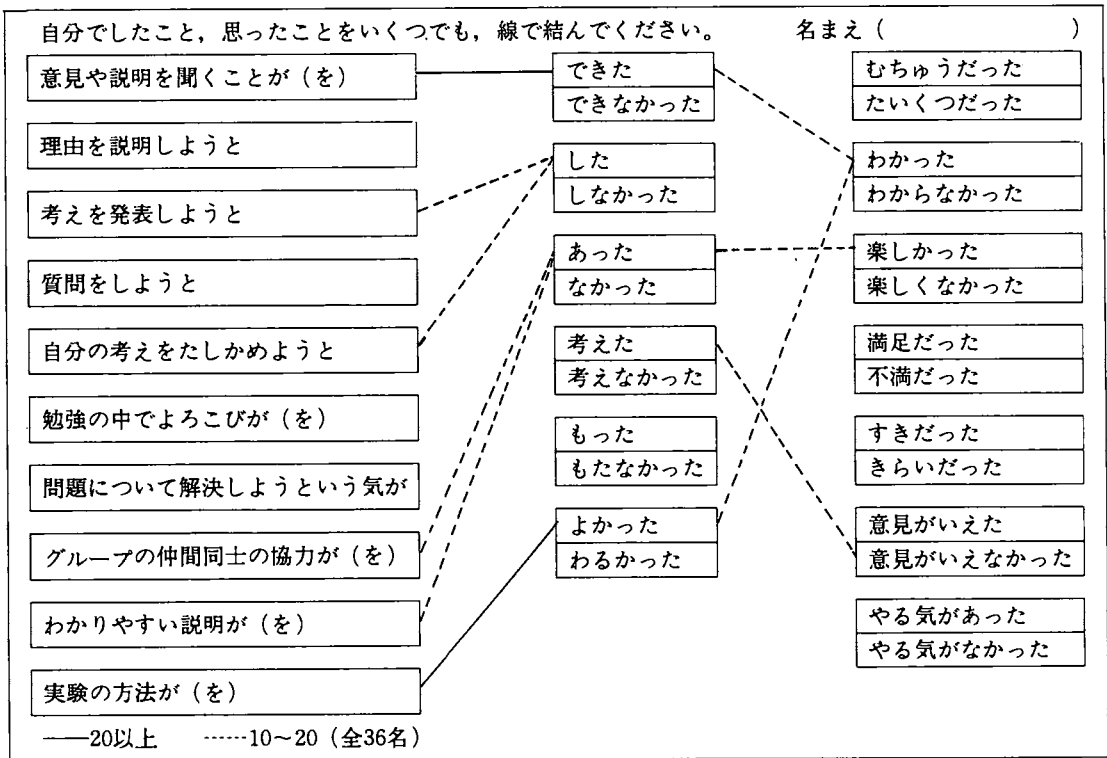 自分でしたこと，思ったことをいくつでも，線で結んでください。　名まえ（　　　　　）
意見や説明を聞くことが（を）
理由を説明しようと
考えを発表しようと
質問をしようと
自分の考えをたしかめようと
勉強の中でよろこびが（を）
問題について解決しようという気が
グループの仲間同士の協力が（を）
わかりやすい説明が（を）
実験の方法が（を）
できた
できなかった
した
しなかった
あった
なかった
考えた
考えなかった
もった
もたなかった
よかった
わるかった
むちゅうだった
たいくつだった
わかった
わからなかった
楽しかった
楽しくなかった
満足だった
不満だった
すきだった
きらいだった
意見がいえた
意見がいえなかった
やる気があった
やる気がなかった
──20以上　……10～20（全36名）